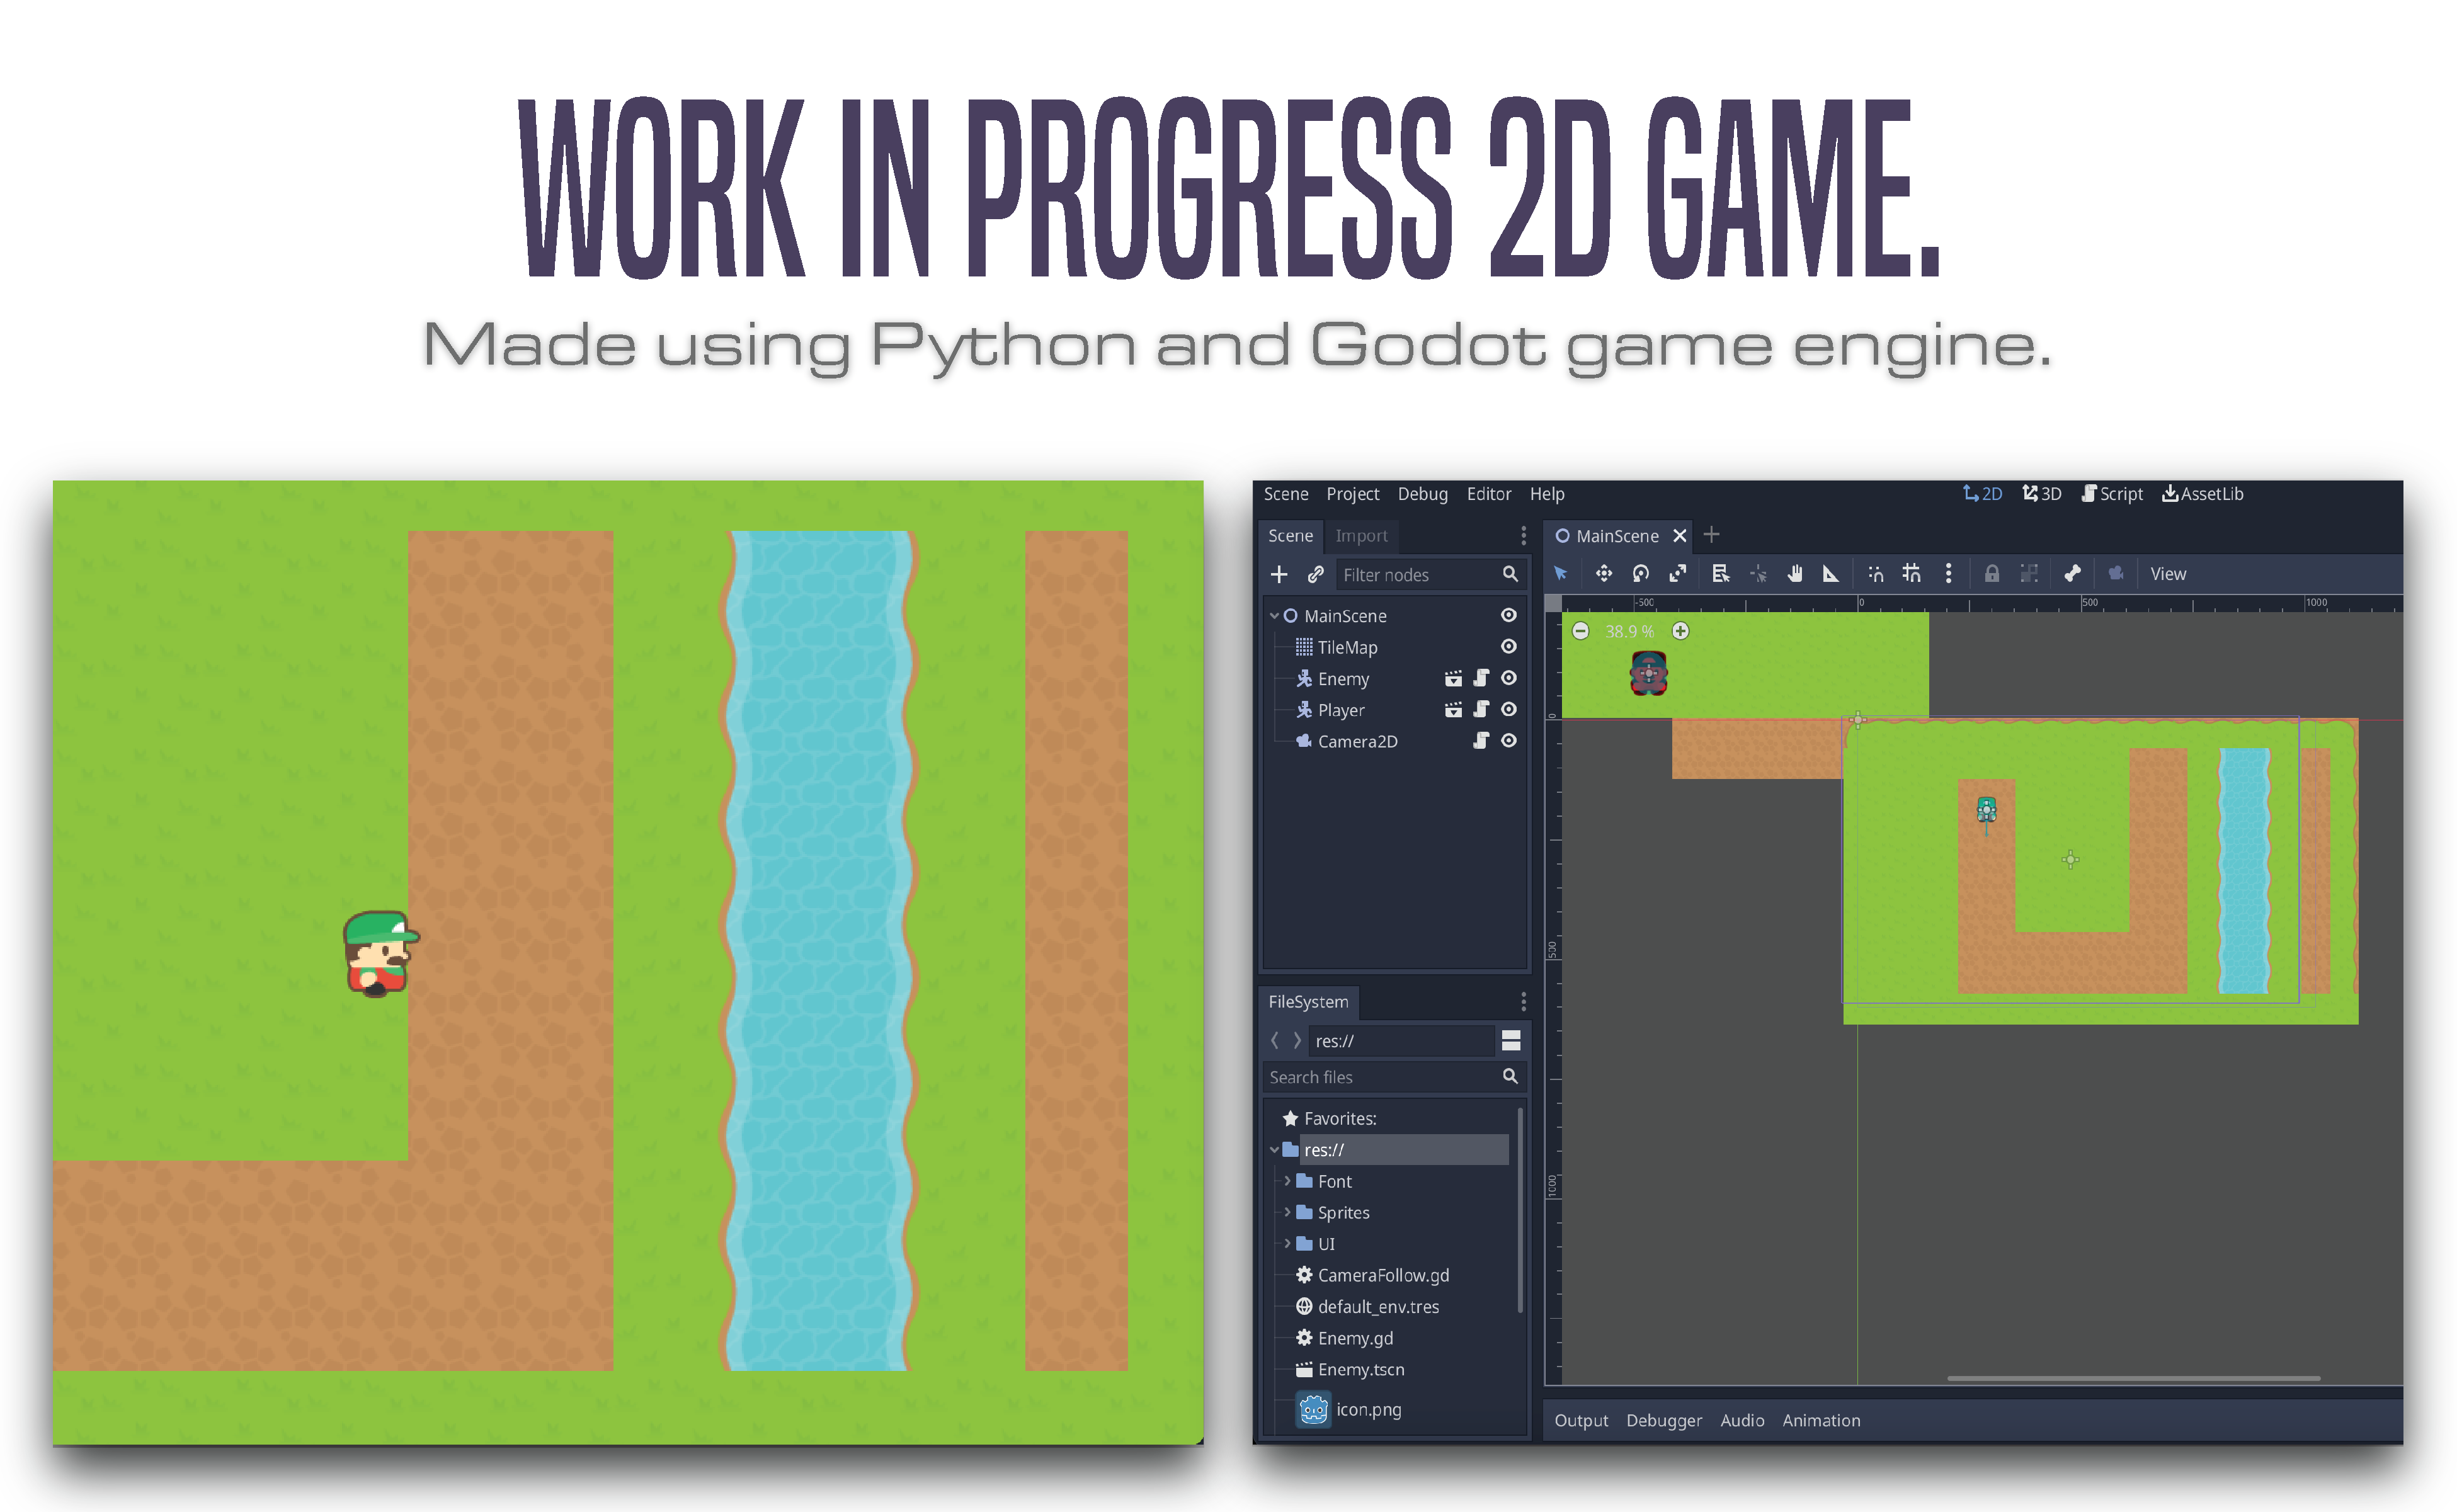 WORK IN PROGRESS 2D GAME.
Made using Python and Godot game engine.
Scene Project Debug Editor Help
2D 3D Script AssetLib
Scene Import
MainScene
Filter nodes
View
-500 0 500 1000
38.9 %
MainScene
TileMap
Enemy
Player
Camera2D
0
500
1000
FileSystem
res://
Search files
Favorites:
res://
Font
Sprites
UI
CameraFollow.gd
default_env.tres
Enemy.gd
Enemy.tscn
icon.png
Output Debugger Audio Animation